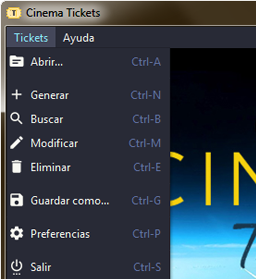 Cinema Tickets
Tickets Ayuda
Abrir... Ctrl-A
Generar Ctrl-N
Buscar Ctrl-B
Modificar Ctrl-M
Eliminar Ctrl-E
Guardar como... Ctrl-G
Preferencias Ctrl-P
Salir Ctrl-S
CIN
7